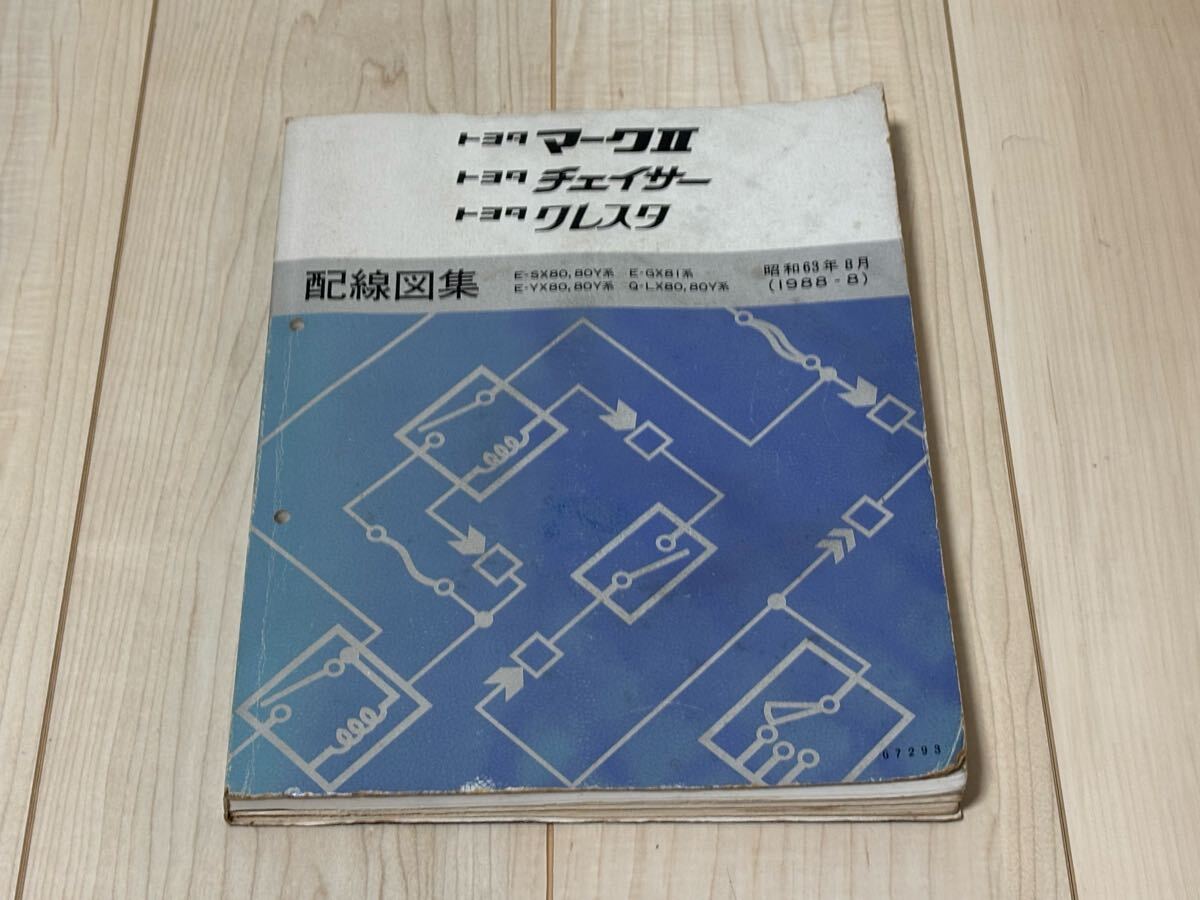 トヨタ マークII
トヨタ チェイサー
トヨタ クレスタ
配線図集
E-SX80,80Y系 E-GX81系
E-YX80,80Y系 Q-LX80,80Y系
昭和63年8月
(1988-8)
67293